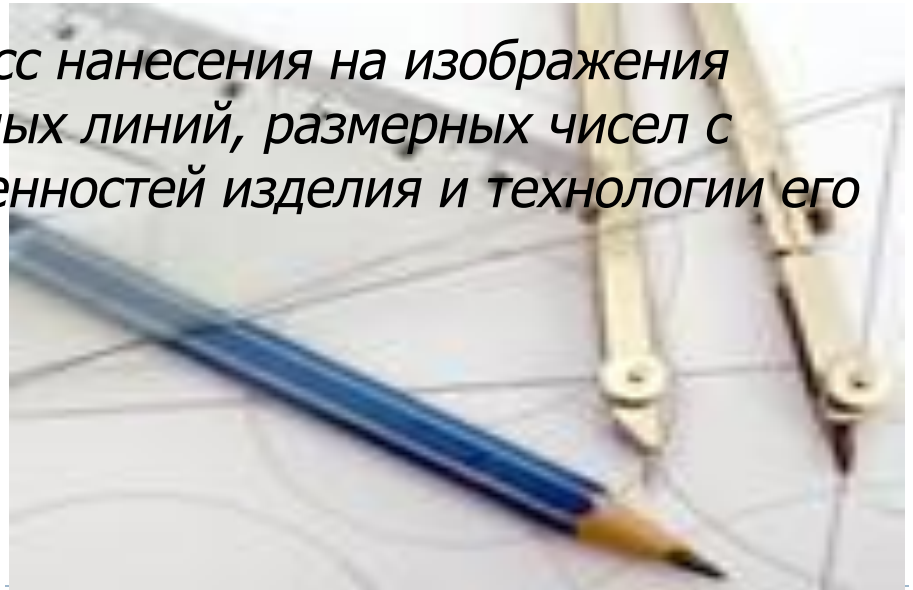 сс нанесения на изображения
ых линий, размерных чисел с
енностей изделия и технологии его